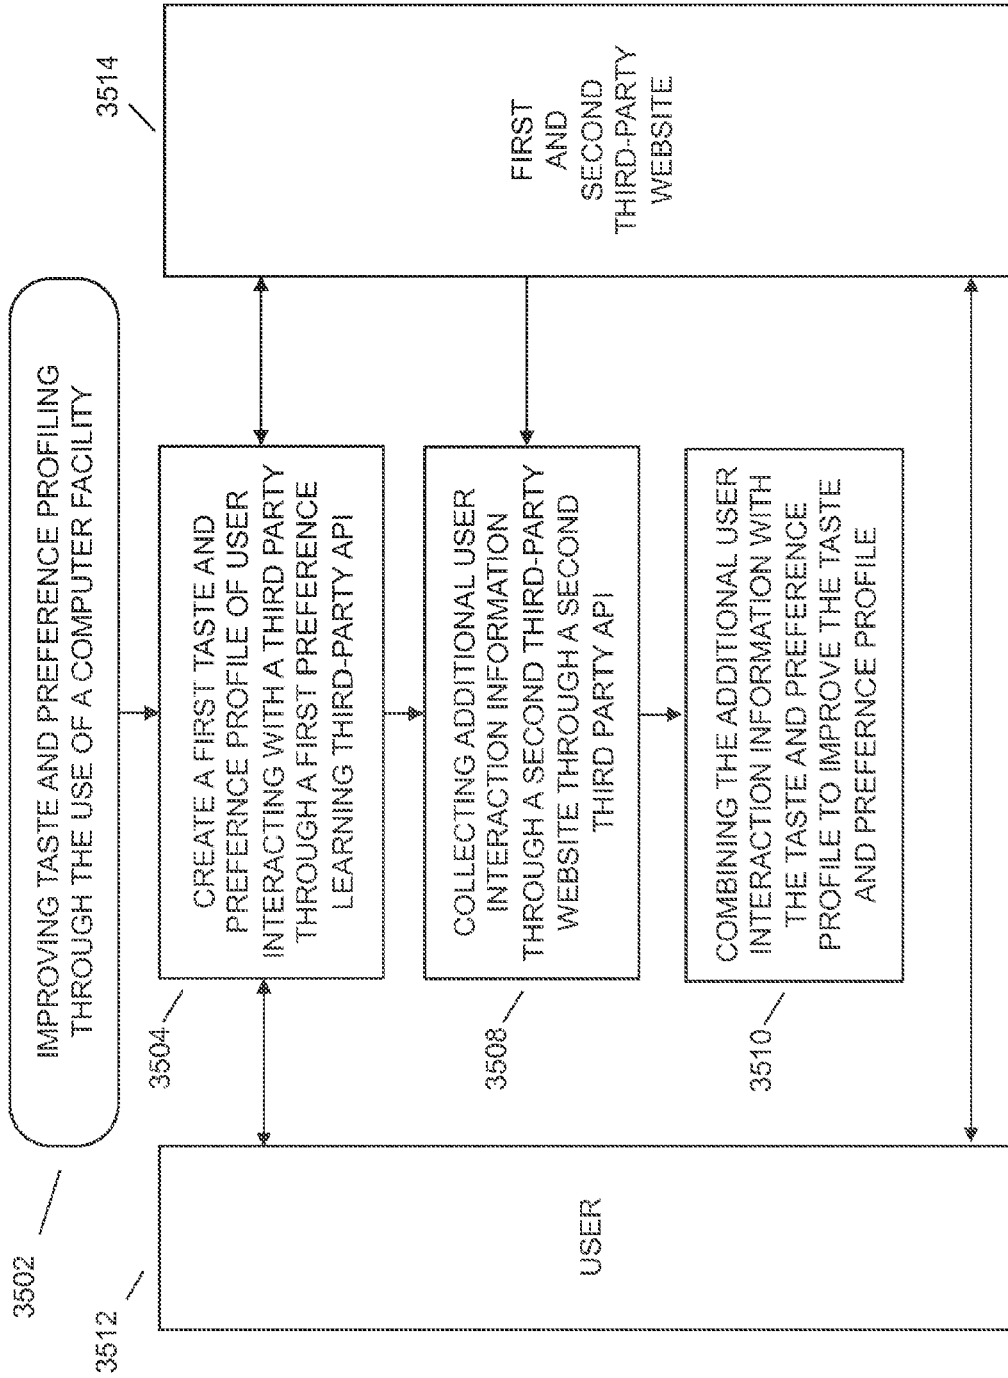 3502
IMPROVING TASTE AND PREFERENCE PROFILING
THROUGH THE USE OF A COMPUTER FACILITY
3512
USER
3504
CREATE A FIRST TASTE AND
PREFERNCE PROFILE OF USER
INTERACTING WITH A THIRD PARTY
THROUGH A FIRST PREFERENCE
LEARNING THIRD-PARTY API
3508
COLLECTING ADDITIONAL USER
INTERACTION INFORMATION
THROUGH A SECOND THIRD-PARTY
WEBSITE THROUGH A SECOND
THIRD PARTY API
3510
COMBINING THE ADDITIONAL USER
INTERACTION INFORMATION WITH
THE TASTE AND PREFERENCE
PROFILE TO IMPROVE THE TASTE
AND PREFERNCE PROFILE
3514
FIRST
AND
SECOND
THIRD-PARTY
WEBSITE